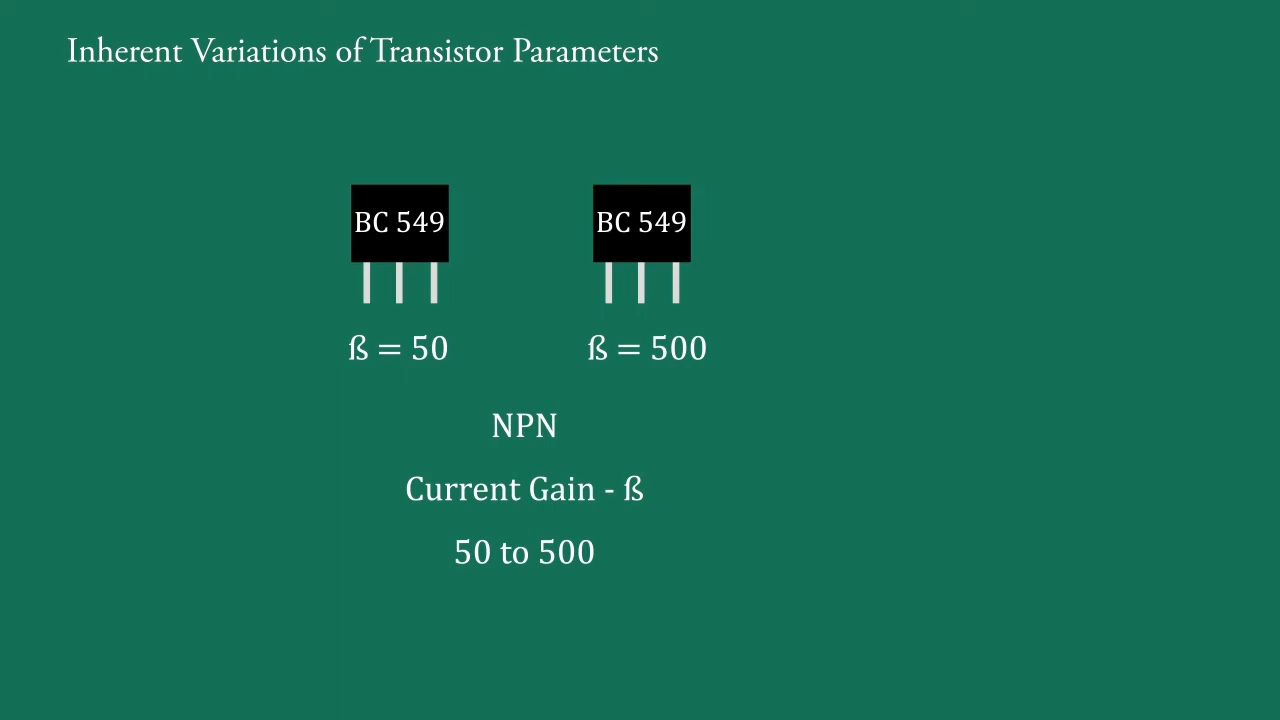 Inherent Variations of Transistor Parameters
BC 549
BC 549
ß = 50
ß = 500
NPN
Current Gain - ß
50 to 500